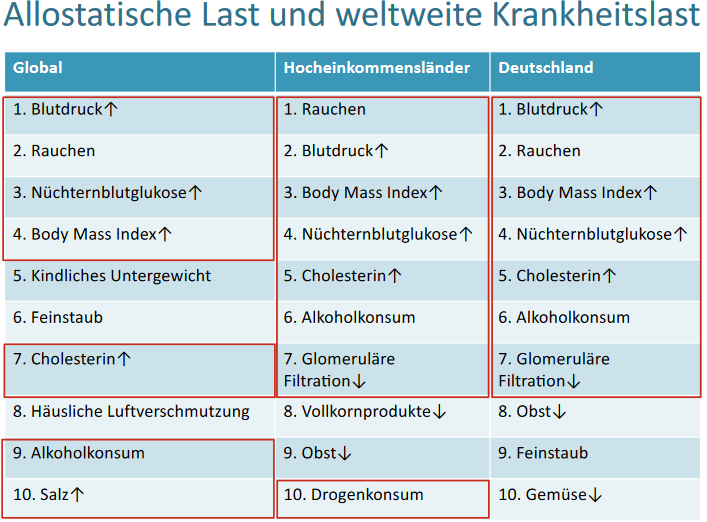 Allostatische Last und weltweite Krankheitslast
Global Hocheinkommensländer Deutschland
1. Blutdruck↑ 1. Rauchen 1. Blutdruck↑
2. Rauchen 2. Blutdruck↑ 2. Rauchen
3. Nüchternblutglukose↑ 3. Body Mass Index↑ 3. Body Mass Index↑
4. Body Mass Index↑ 4. Nüchternblutglukose↑ 4. Nüchternblutglukose↑
5. Kindliches Untergewicht 5. Cholesterin↑ 5. Cholesterin↑
6. Feinstaub 6. Alkoholkonsum 6. Alkoholkonsum
7. Cholesterin↑ 7. Glomeruläre 7. Glomeruläre
Filtration↓ Filtration↓
8. Häusliche Luftverschmutzung 8. Vollkornprodukte↓ 8. Obst↓
9. Alkoholkonsum 9. Obst↓ 9. Feinstaub
10. Salz↑ 10. Drogenkonsum 10. Gemüse↓